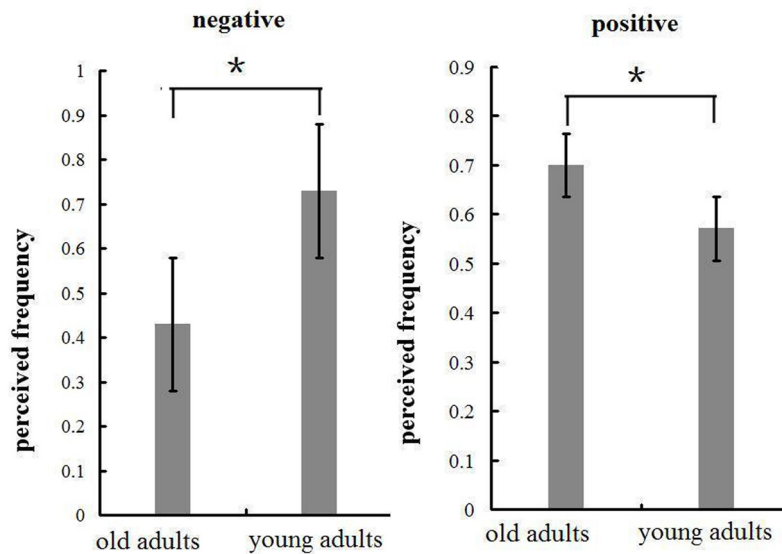 negative
*
1
0.9
0.8
0.7
0.6
0.5
0.4
0.3
0.2
0.1
0
perceived frequency
old adults
young adults
positive
*
0.9
0.8
0.7
0.6
0.5
0.4
0.3
0.2
0.1
0
perceived frequency
old adults
young adults